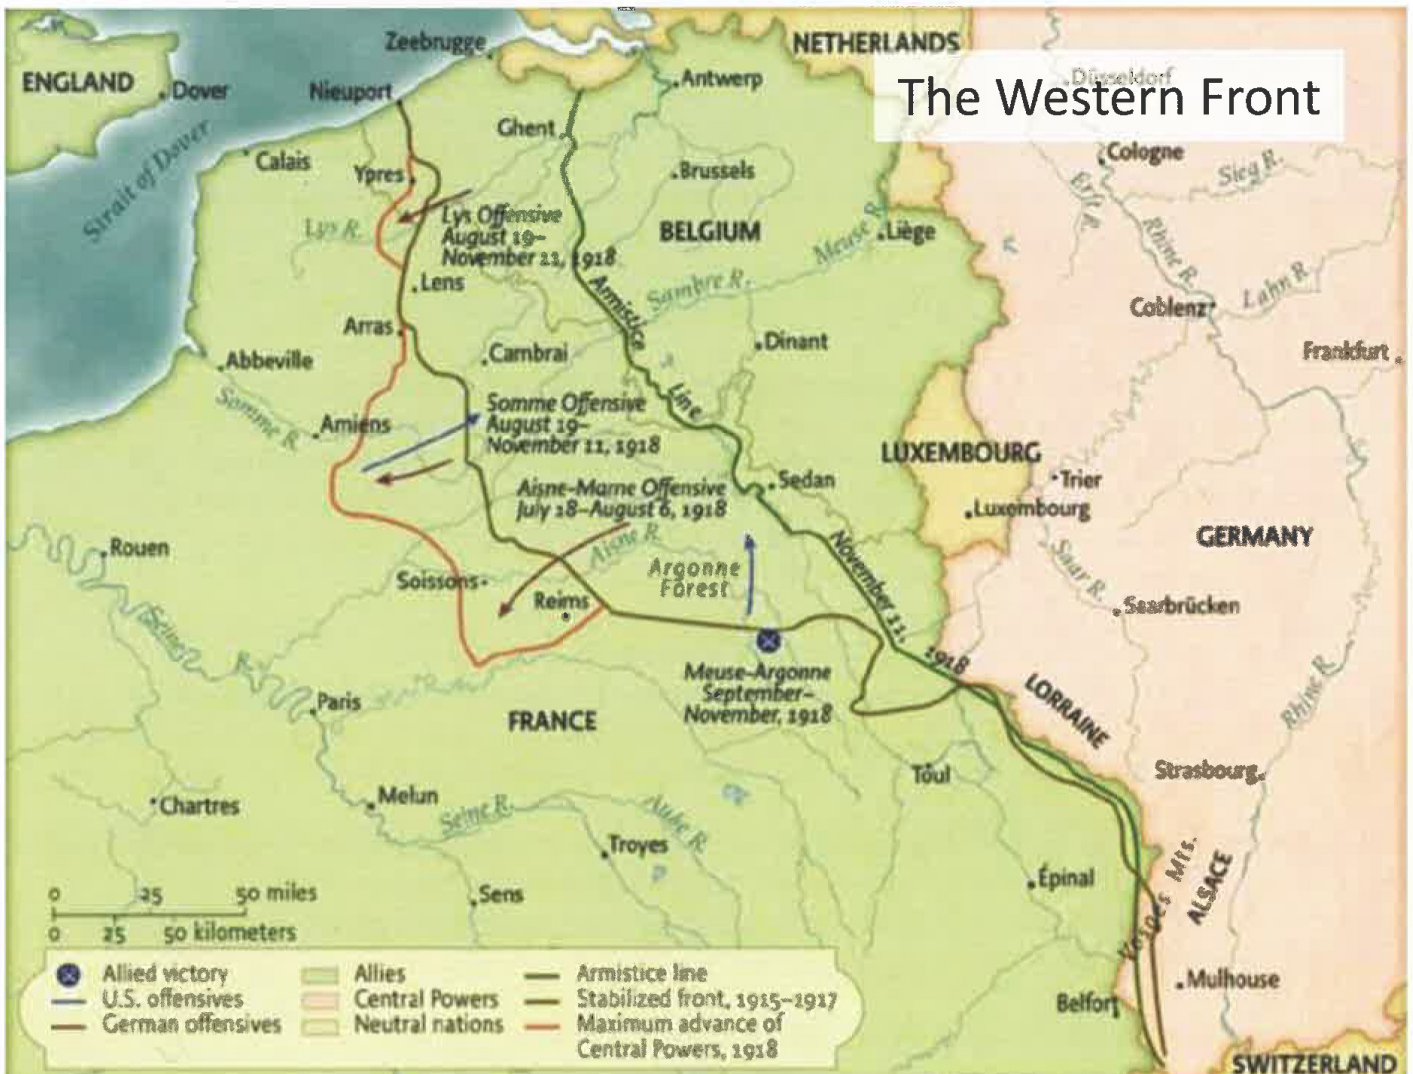 The Western Front
NETHERLANDS
Zeebrugge
ENGLAND
Dover
Nieuport
Antwerp
Düsseldorf
Ghent
Cologne
Strait of Dover
Calais
Ypres
Brussels
Sieg R.
Erft R.
Lys R.
Lys Offensive
August 19–
November 11, 1918
BELGIUM
Meuse R.
Liège
Rhine R.
Lens
Sambre R.
Lahn R.
Coblenz
Armistice
Line
November 11,
1918
Arras
Abbeville
Cambrai
Dinant
Frankfurt
Somme R.
Amiens
Somme Offensive
August 19–
November 11, 1918
LUXEMBOURG
Trier
Aisne-Marne Offensive
July 18–August 6, 1918
Sedan
Luxembourg
GERMANY
Rouen
Aisne R.
Argonne
Forest
Saar R.
Soissons
Reims
Saarbrücken
Seine
R.
Meuse-Argonne
September–
November, 1918
Paris
FRANCE
LORRAINE
Rhine R.
Toul
Strasbourg
Chartres
Melun
Seine R.
Aube R.
Troyes
Vosges Mts.
ALSACE
Épinal
Sens
0 25 50 miles
0 25 50 kilometers
Mulhouse
Belfort
SWITZERLAND
Allied victory
U.S. offensives
German offensives
Allies
Central Powers
Neutral nations
Armistice line
Stabilized front, 1915–1917
Maximum advance of
Central Powers, 1918